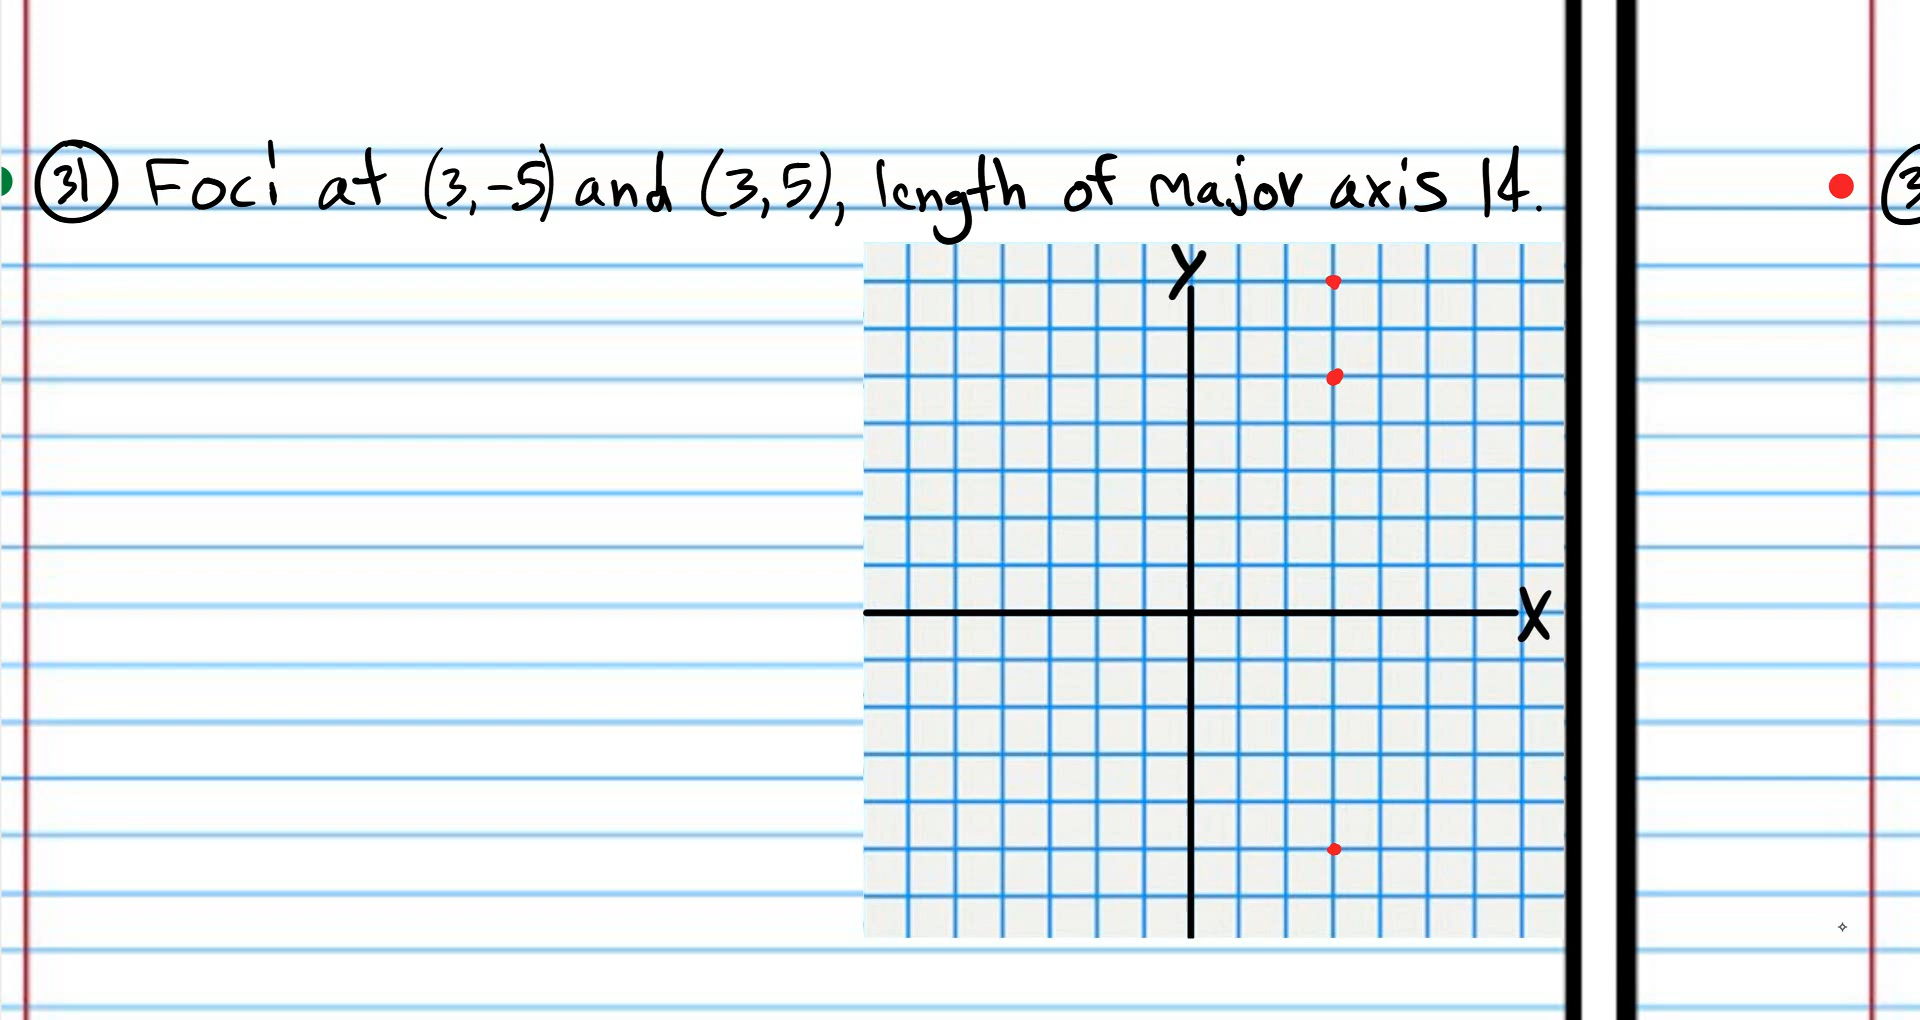 31 Foci at (3,-5) and (3,5), length of major axis 14.
Y
X